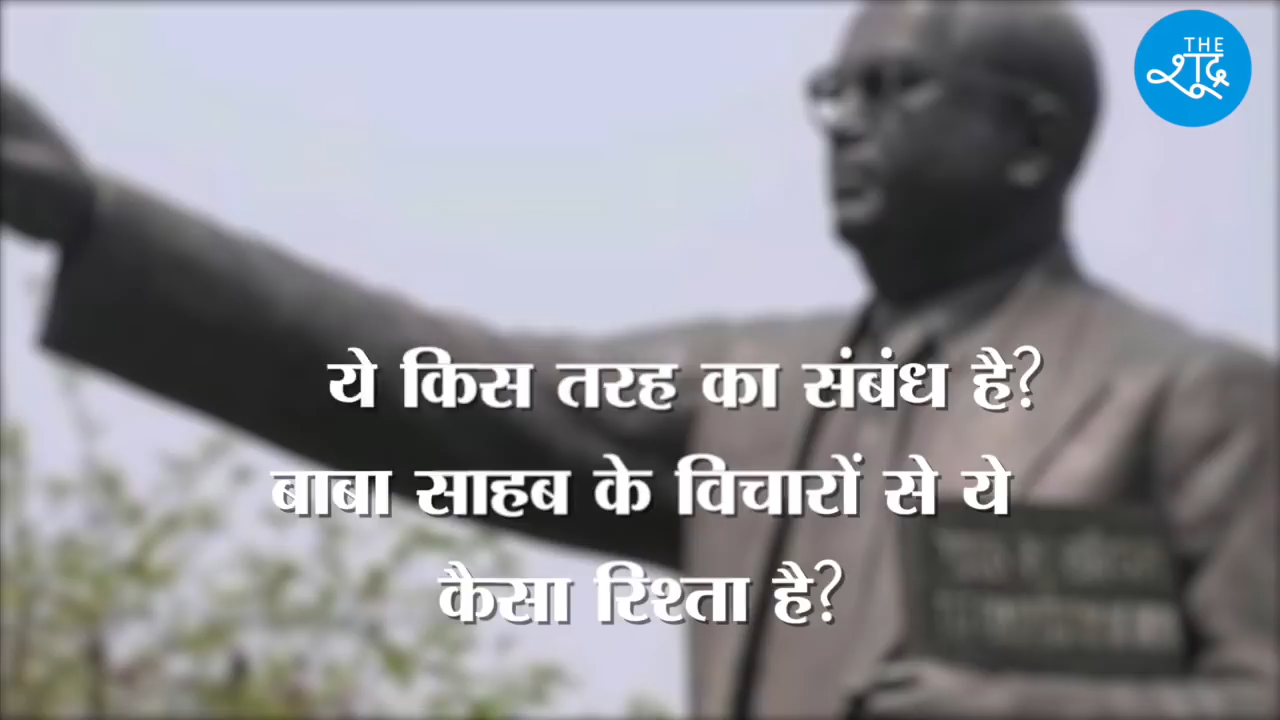 THE
शूद्र
ये किस तरह का संबंध है?
बाबा साहब के विचारों से ये
कैसा रिश्ता है?